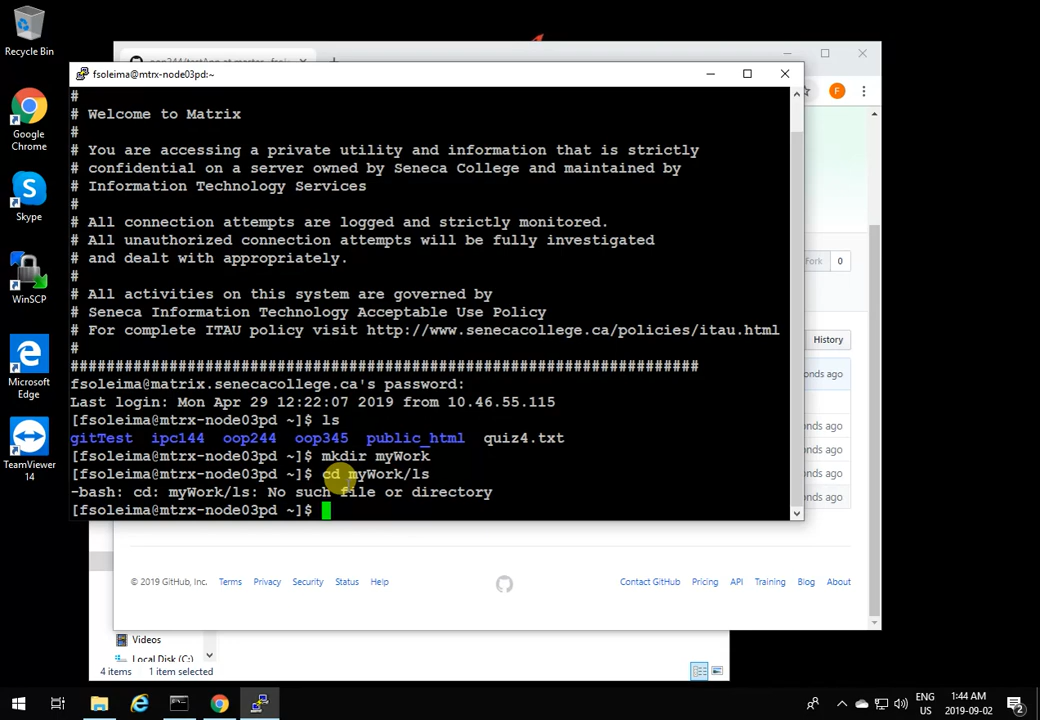 Recycle Bin
Google
Chrome
Skype
WinSCP
Microsoft
Edge
TeamViewer
14
fsoleima@mtrx-node03pd:~
F
#
# Welcome to Matrix
#
# You are accessing a private utility and information that is strictly
# confidential on a server owned by Seneca College and maintained by
# Information Technology Services
#
# All connection attempts are logged and strictly monitored.
# All unauthorized connection attempts will be fully investigated
# and dealt with appropriately.
#
# All activities on this system are governed by
# Seneca Information Technology Acceptable Use Policy
# For complete ITAU policy visit http://www.senecacollege.ca/policies/itau.html
#
######################################################################
fsoleima@matrix.senecacollege.ca's password:
Last login: Mon Apr 29 12:22:07 2019 from 10.46.55.115
[fsoleima@mtrx-node03pd ~]$ ls
gitTest ipc144 oop244 oop345 public_html quiz4.txt
[fsoleima@mtrx-node03pd ~]$ mkdir myWork
[fsoleima@mtrx-node03pd ~]$ cd myWork/ls
-bash: cd: myWork/ls: No such file or directory
[fsoleima@mtrx-node03pd ~]$
Fork 0
History
onds ago
onds ago
onds ago
onds ago
© 2019 GitHub, Inc. Terms Privacy Security Status Help
Contact GitHub Pricing API Training Blog About
Videos
Local Disk (C:)
4 items 1 item selected
ENG
US
1:44 AM
2019-09-02
2